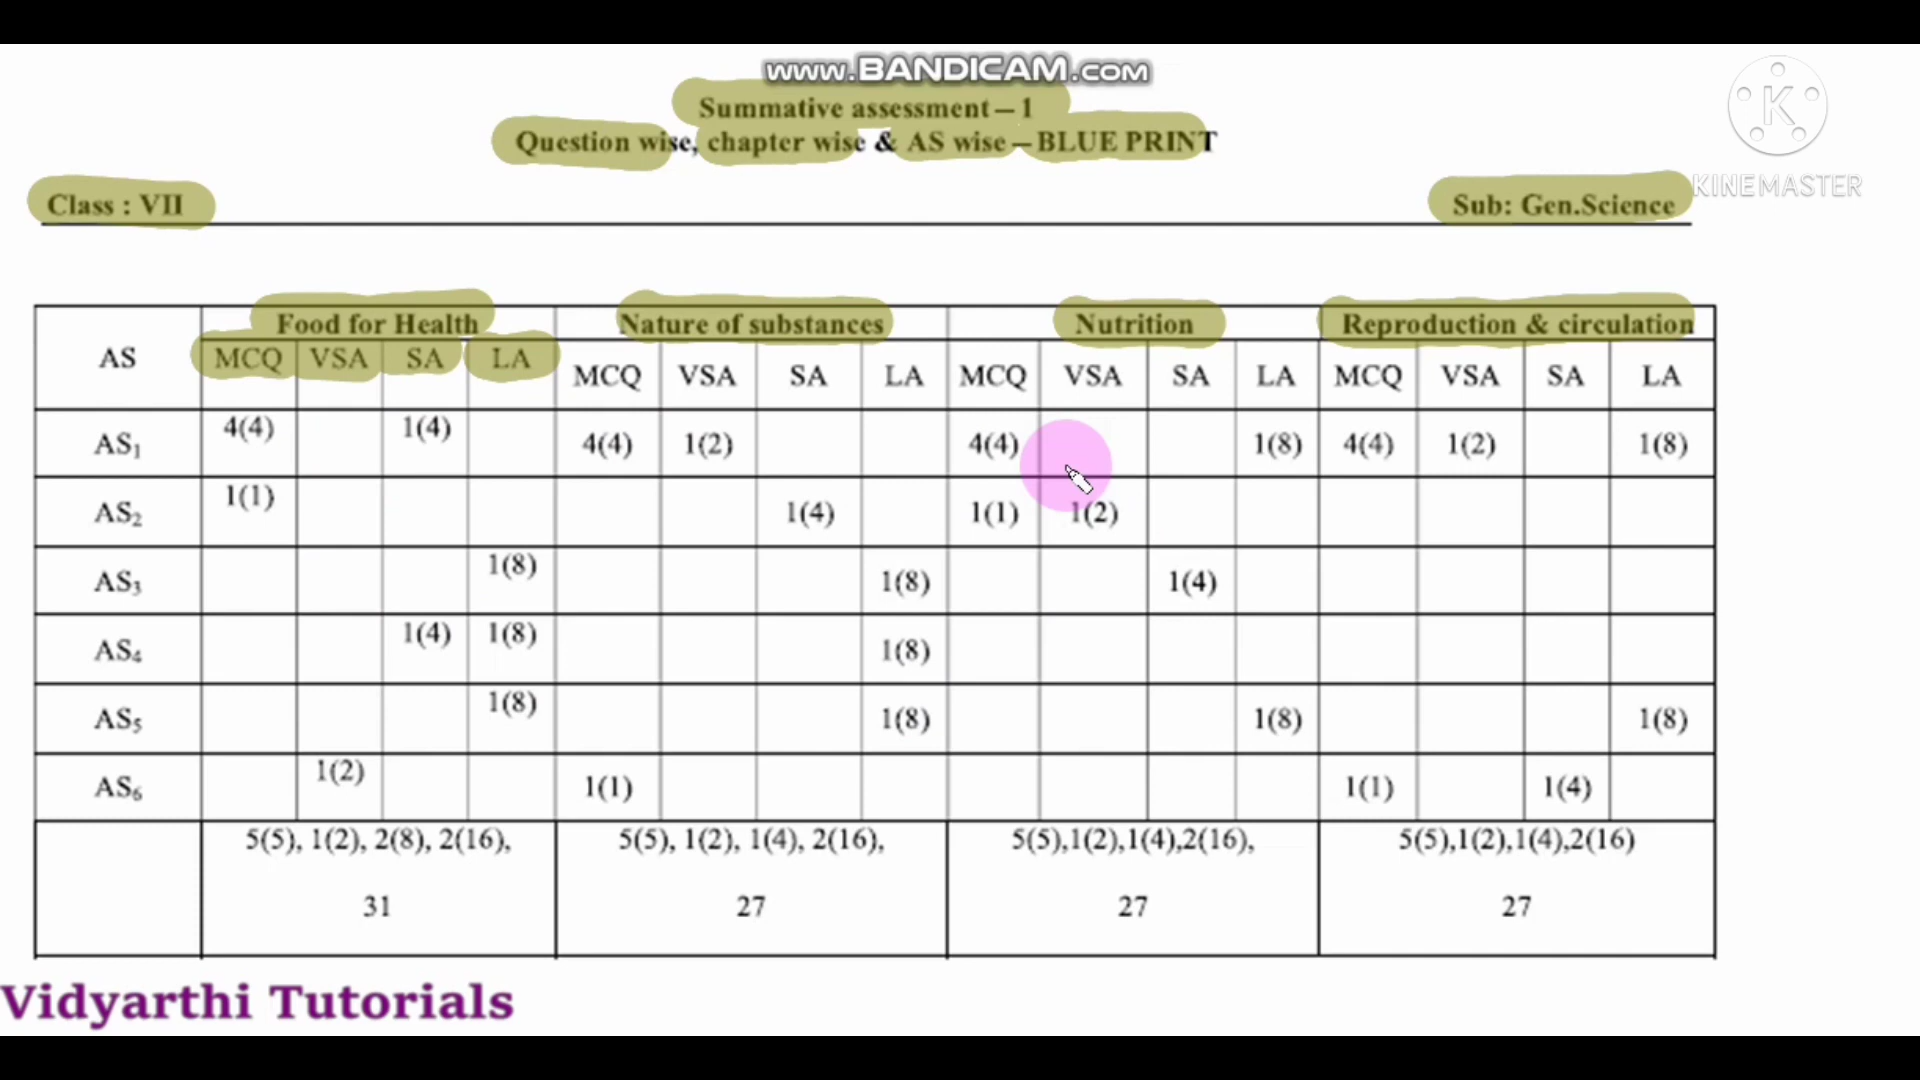 www.BANDICAM.com
Summative assessment – 1
Question wise, chapter wise & AS wise – BLUE PRINT
K
KINEMASTER
Class : VII Sub: Gen.Science
AS Food for Health Nature of substances Nutrition Reproduction & circulation
MCQ VSA SA LA MCQ VSA SA LA MCQ VSA SA LA MCQ VSA SA LA
AS₁ 4(4) 1(4) 4(4) 1(2) 4(4) 1(8) 4(4) 1(2) 1(8)
AS₂ 1(1) 1(4) 1(1) 1(2)
AS₃ 1(8) 1(8) 1(4)
AS₄ 1(4) 1(8) 1(8)
AS₅ 1(8) 1(8) 1(8) 1(8)
AS₆ 1(2) 1(1) 1(1) 1(4)
5(5), 1(2), 2(8), 2(16), 5(5), 1(2), 1(4), 2(16), 5(5),1(2),1(4),2(16), 5(5),1(2),1(4),2(16)
31 27 27 27
Vidyarthi Tutorials